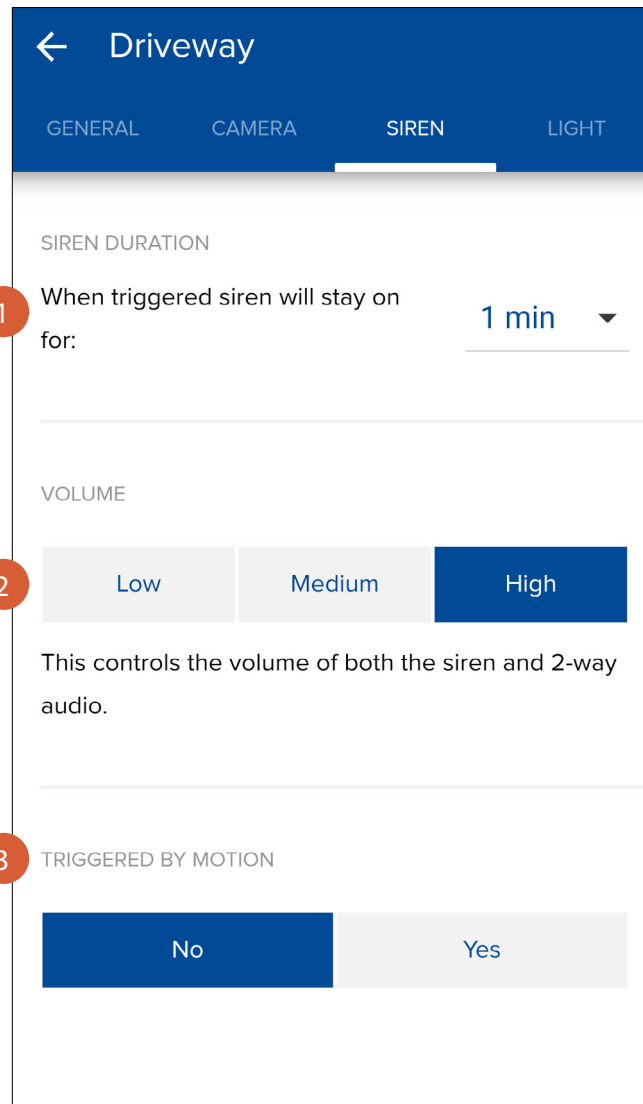 Driveway
GENERAL CAMERA SIREN LIGHT
SIREN DURATION
1
When triggered siren will stay on
for:
1 min
VOLUME
2
Low Medium High
This controls the volume of both the siren and 2-way
audio.
3
TRIGGERED BY MOTION
No Yes